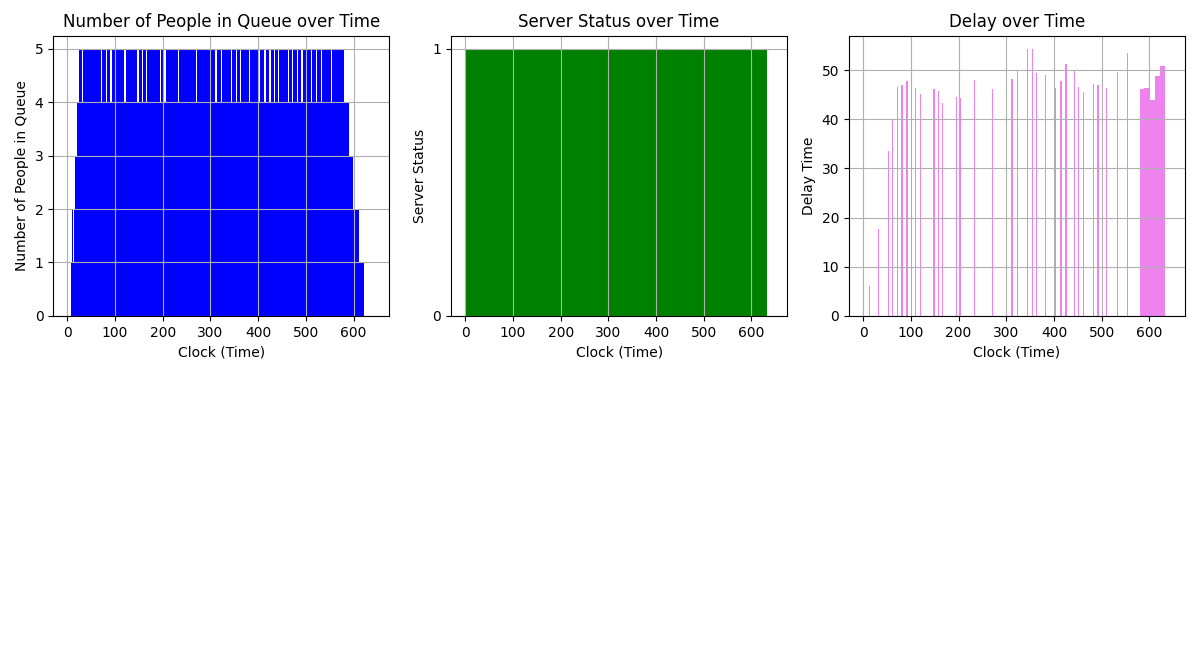 Number of People in Queue over Time
Number of People in Queue
5
4
3
2
1
0
0 100 200 300 400 500 600
Clock (Time)
Server Status over Time
Server Status
1
0
0 100 200 300 400 500 600
Clock (Time)
Delay over Time
Delay Time
50
40
30
20
10
0
0 100 200 300 400 500 600
Clock (Time)